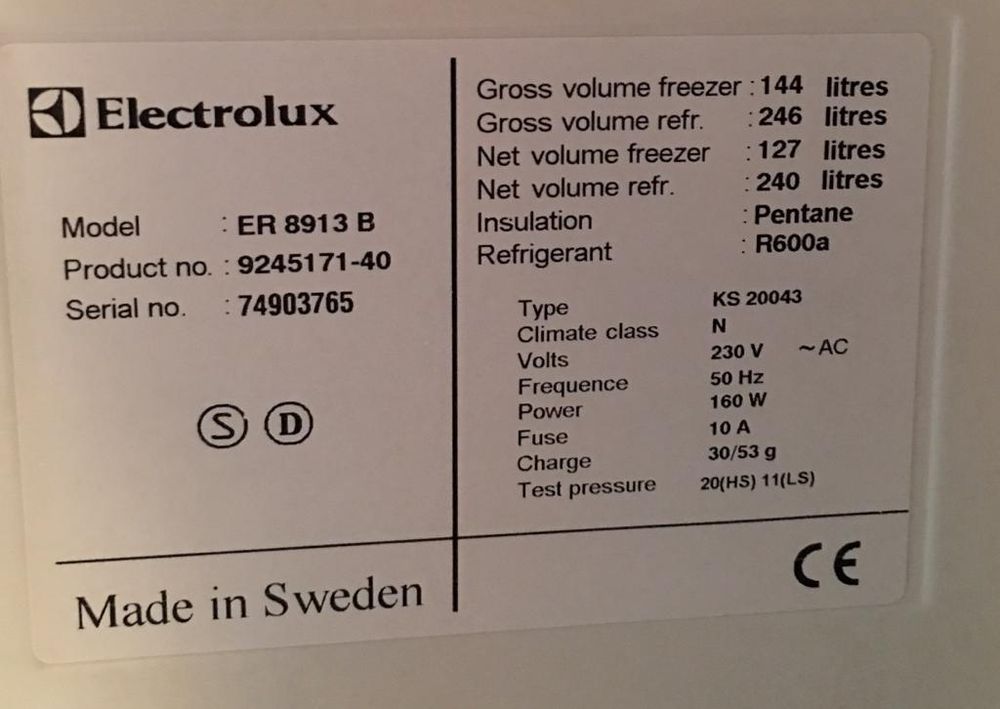 Electrolux
Model : ER 8913 B
Product no. : 9245171-40
Serial no. : 74903765
S D
Made in Sweden
Gross volume freezer : 144 litres
Gross volume refr. : 246 litres
Net volume freezer : 127 litres
Net volume refr. : 240 litres
Insulation : Pentane
Refrigerant : R600a
Type KS 20043
Climate class N
Volts 230 V ~AC
Frequence 50 Hz
Power 160 W
Fuse 10 A
Charge 30/53 g
Test pressure 20(HS) 11(LS)
CE